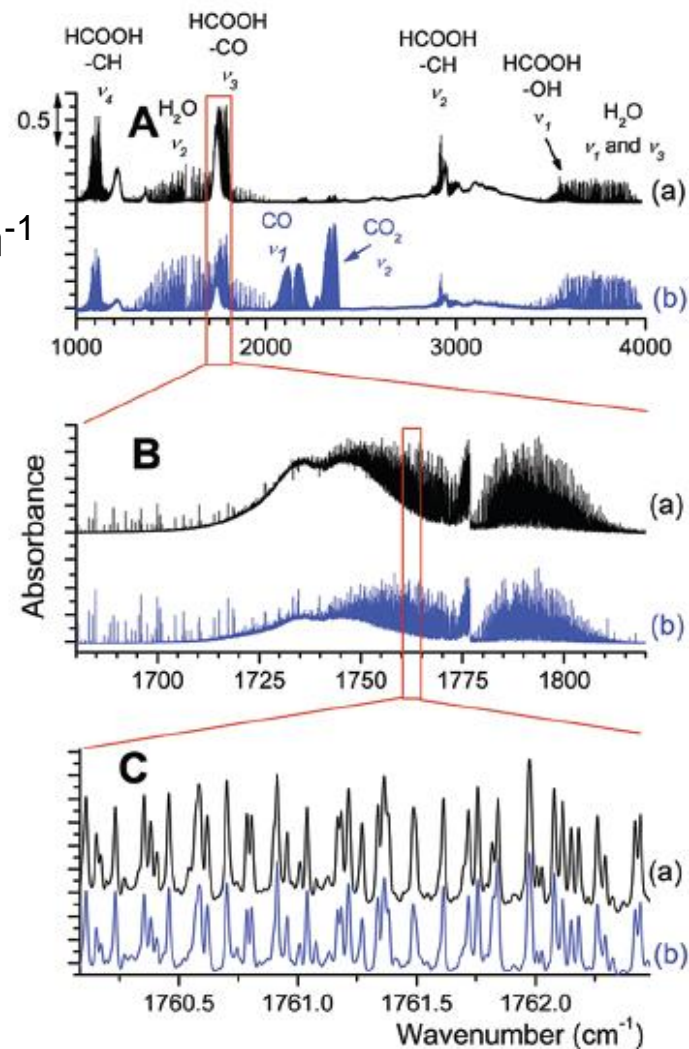 HCOOH
-CH
ν4
HCOOH
-CO
ν3
HCOOH
-CH
ν2
HCOOH
-OH
ν1
0.5
A
H2O
ν2
H2O
ν1 and ν3
(a)
-1
CO
ν1
CO2
ν2
(b)
1000 2000 3000 4000
B
(a)
(b)
Absorbance
1700 1725 1750 1775 1800
C
(a)
(b)
1760.5 1761.0 1761.5 1762.0
Wavenumber (cm-1)